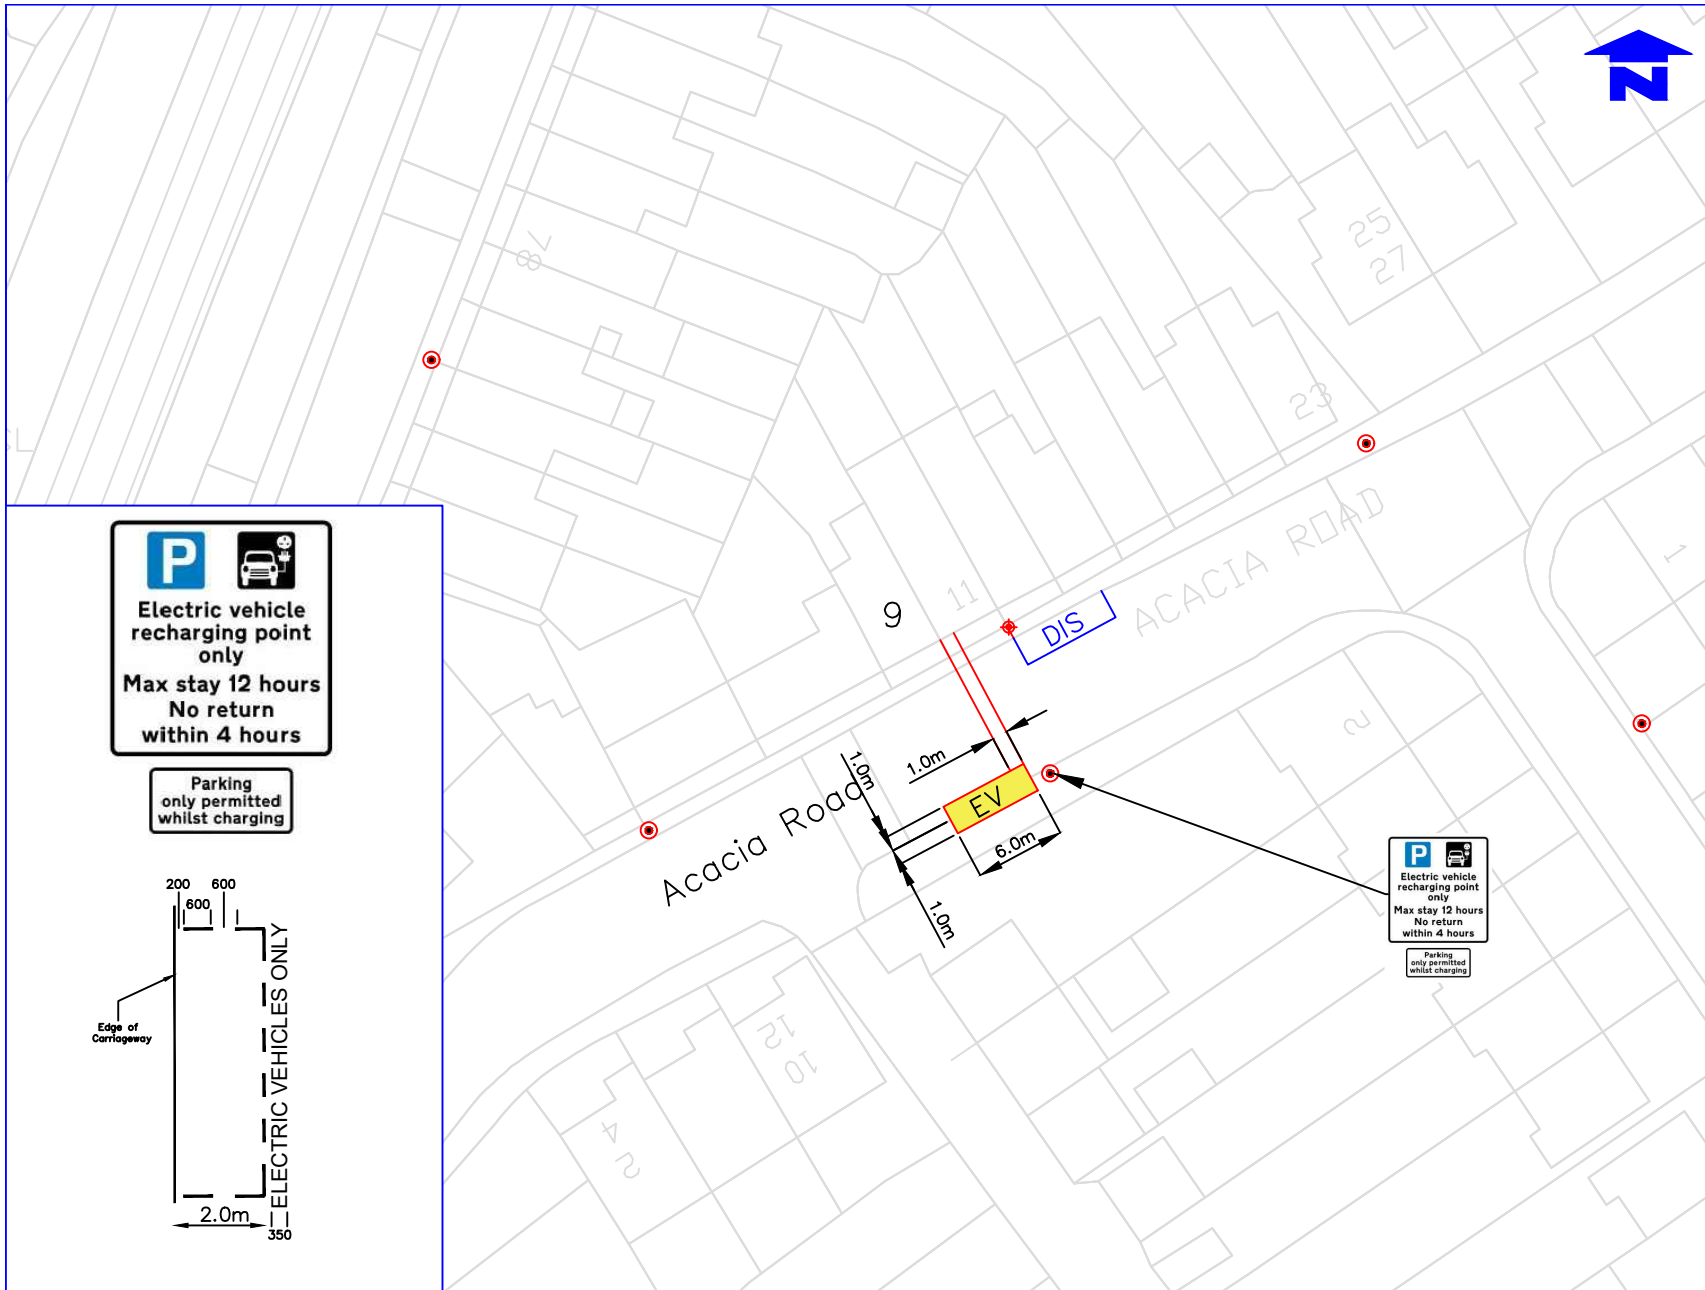 N
78
25
27
23
ACACIA ROAD
11
9
DIS
1
2
1.0m
1.0m
EV
6.0m
1.0m
Acacia Road
12
10
4
2
Electric vehicle
recharging point
only
Max stay 12 hours
No return
within 4 hours
Parking
only permitted
whilst charging
P
Electric vehicle
recharging point
only
Max stay 12 hours
No return
within 4 hours
Parking
only permitted
whilst charging
200
600
600
ELECTRIC VEHICLES ONLY
Edge of
Carriageway
2.0m
350
P